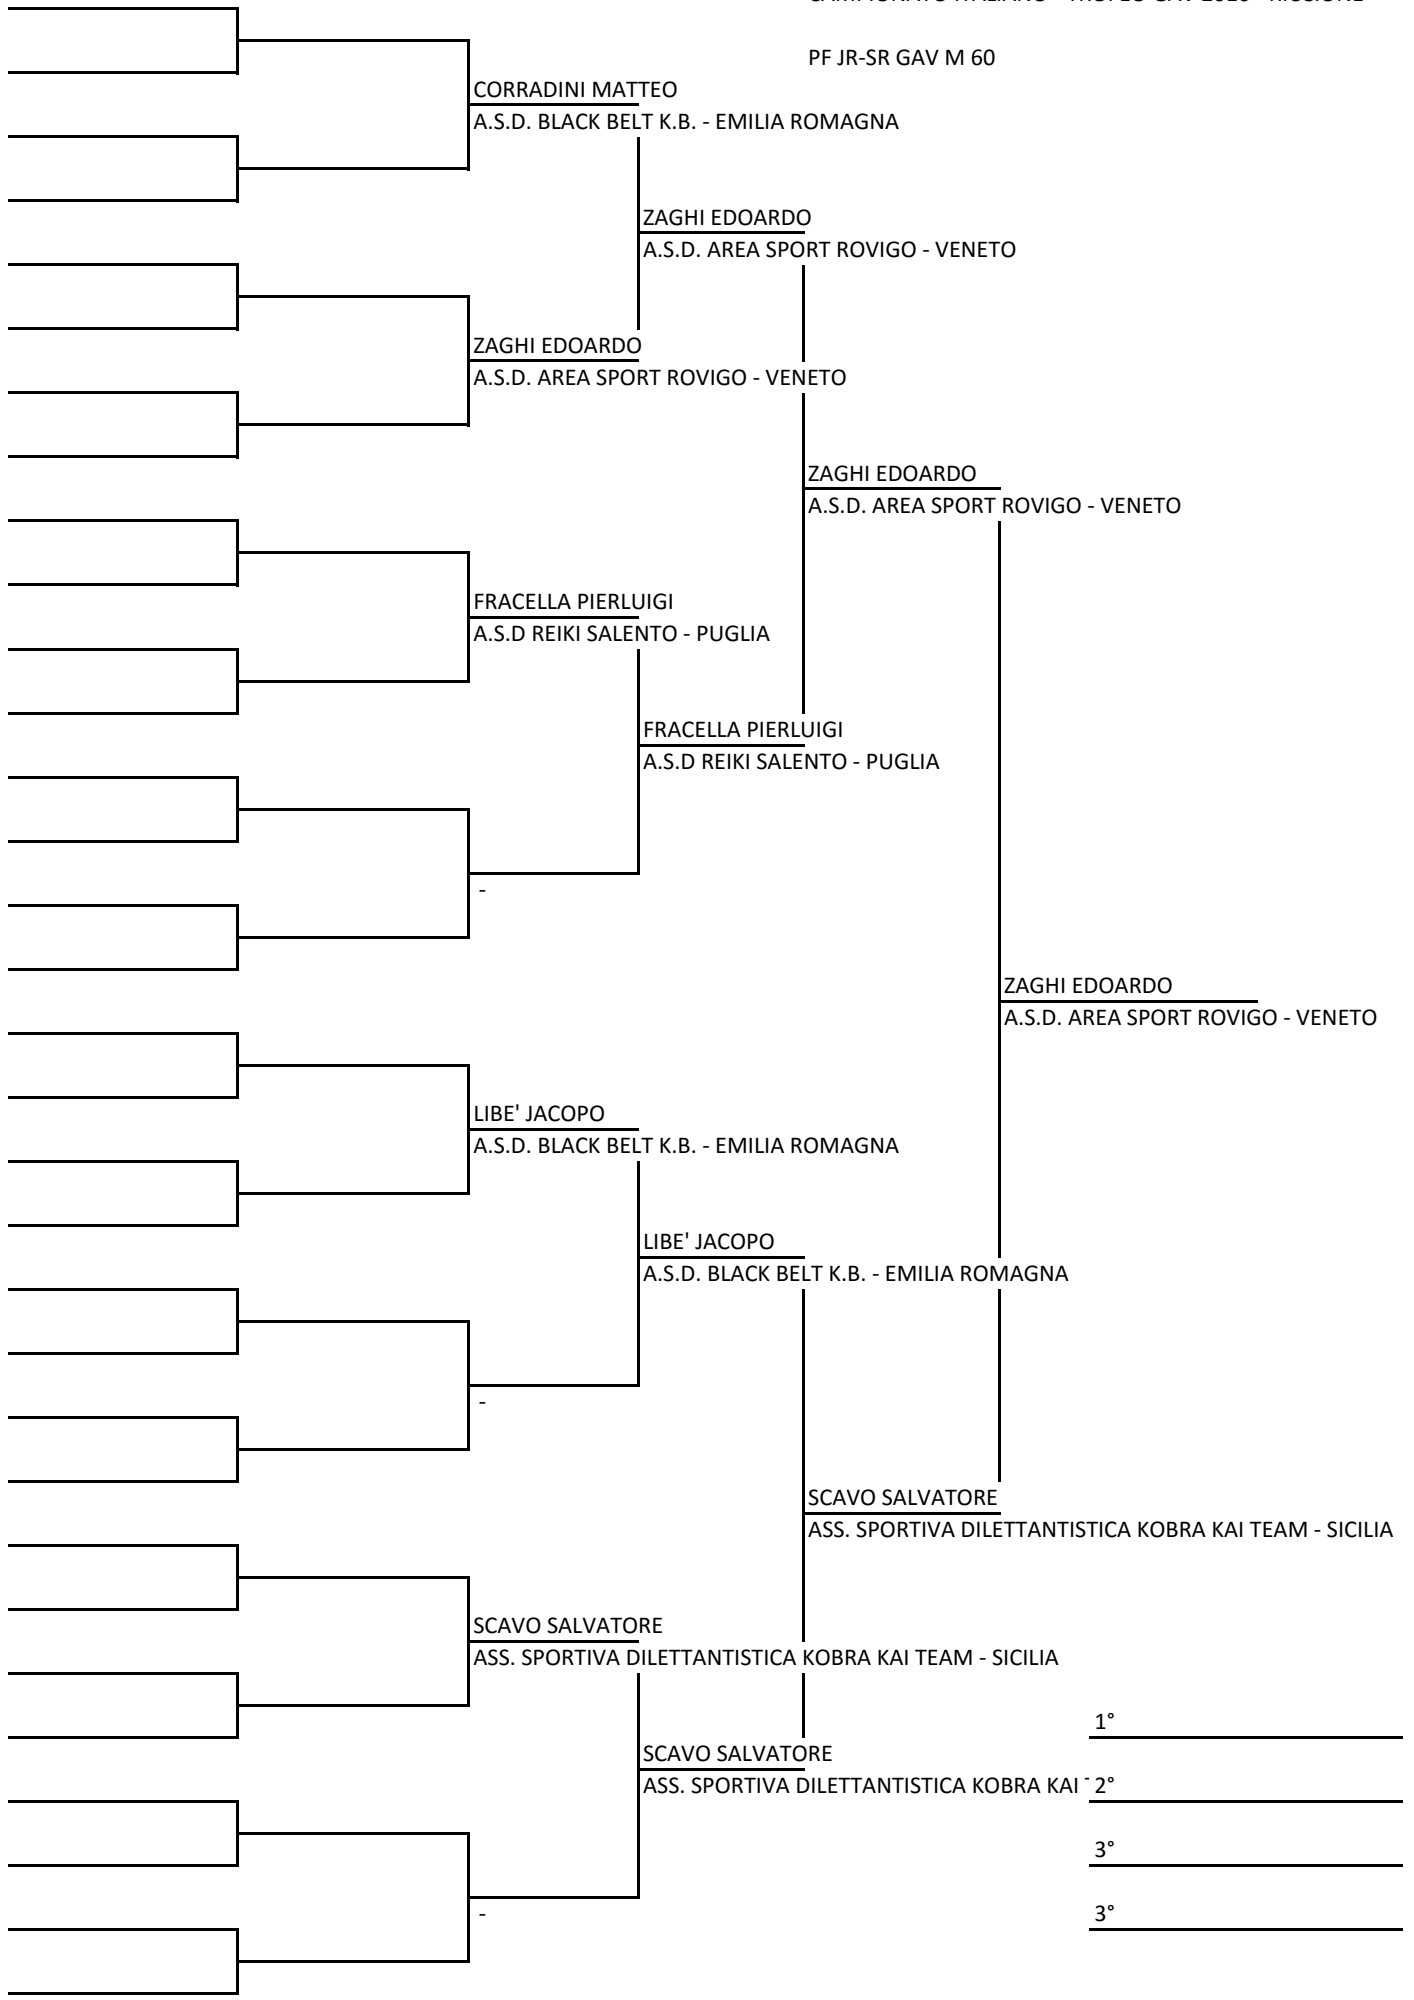 PF JR-SR GAV M 60
CORRADINI MATTEO
A.S.D. BLACK BELT K.B. - EMILIA ROMAGNA
ZAGHI EDOARDO
A.S.D. AREA SPORT ROVIGO - VENETO
ZAGHI EDOARDO
A.S.D. AREA SPORT ROVIGO - VENETO
ZAGHI EDOARDO
A.S.D. AREA SPORT ROVIGO - VENETO
FRACELLA PIERLUIGI
A.S.D REIKI SALENTO - PUGLIA
FRACELLA PIERLUIGI
A.S.D REIKI SALENTO - PUGLIA
-
ZAGHI EDOARDO
A.S.D. AREA SPORT ROVIGO - VENETO
LIBE' JACOPO
A.S.D. BLACK BELT K.B. - EMILIA ROMAGNA
LIBE' JACOPO
A.S.D. BLACK BELT K.B. - EMILIA ROMAGNA
-
SCAVO SALVATORE
ASS. SPORTIVA DILETTANTISTICA KOBRA KAI TEAM - SICILIA
SCAVO SALVATORE
ASS. SPORTIVA DILETTANTISTICA KOBRA KAI TEAM - SICILIA
1°
SCAVO SALVATORE
ASS. SPORTIVA DILETTANTISTICA KOBRA KAI
2°
3°
3°
-